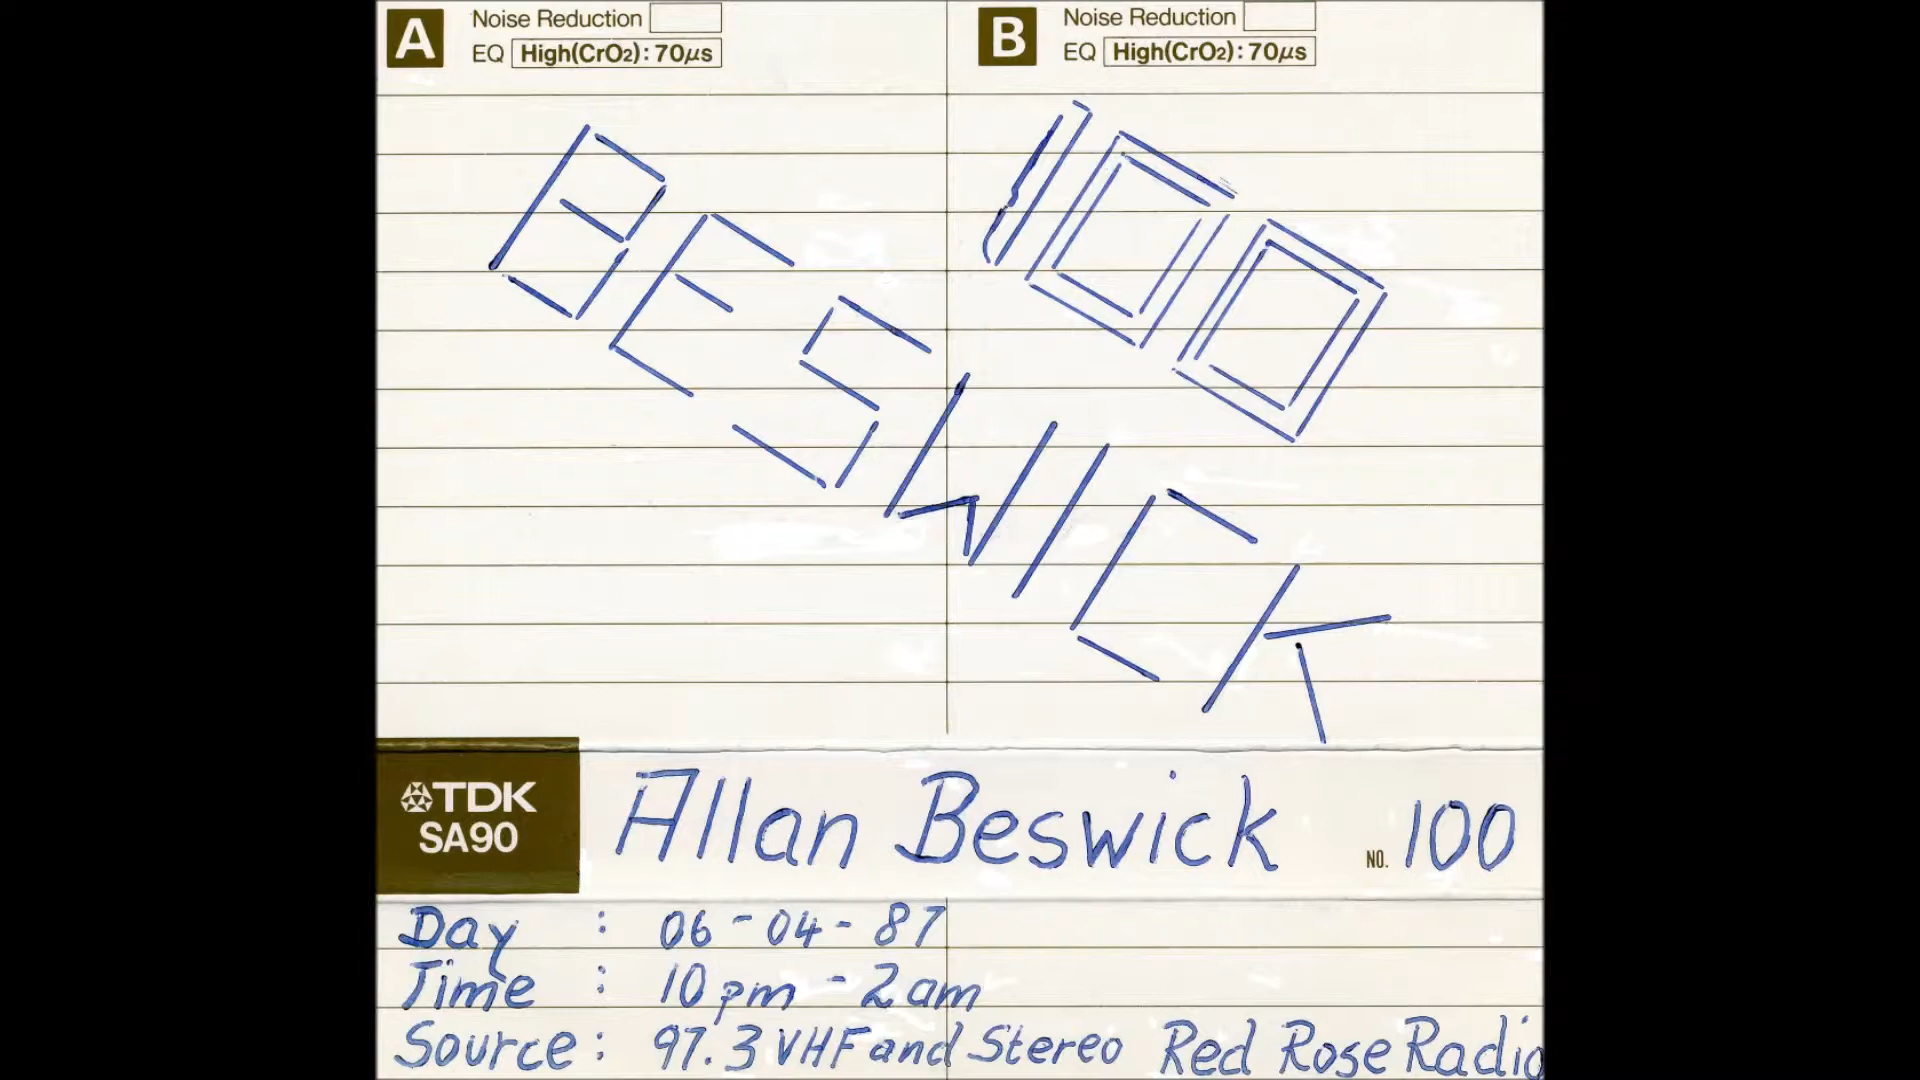 A Noise Reduction
EQ High(CrO2): 70μs
B Noise Reduction
EQ High(CrO2): 70μs
BESWICK
100
TDK
SA90
Allan Beswick NO. 100
Day : 06-04-87
Time : 10pm - 2am
Source : 97.3 VHF and Stereo Red Rose Radio